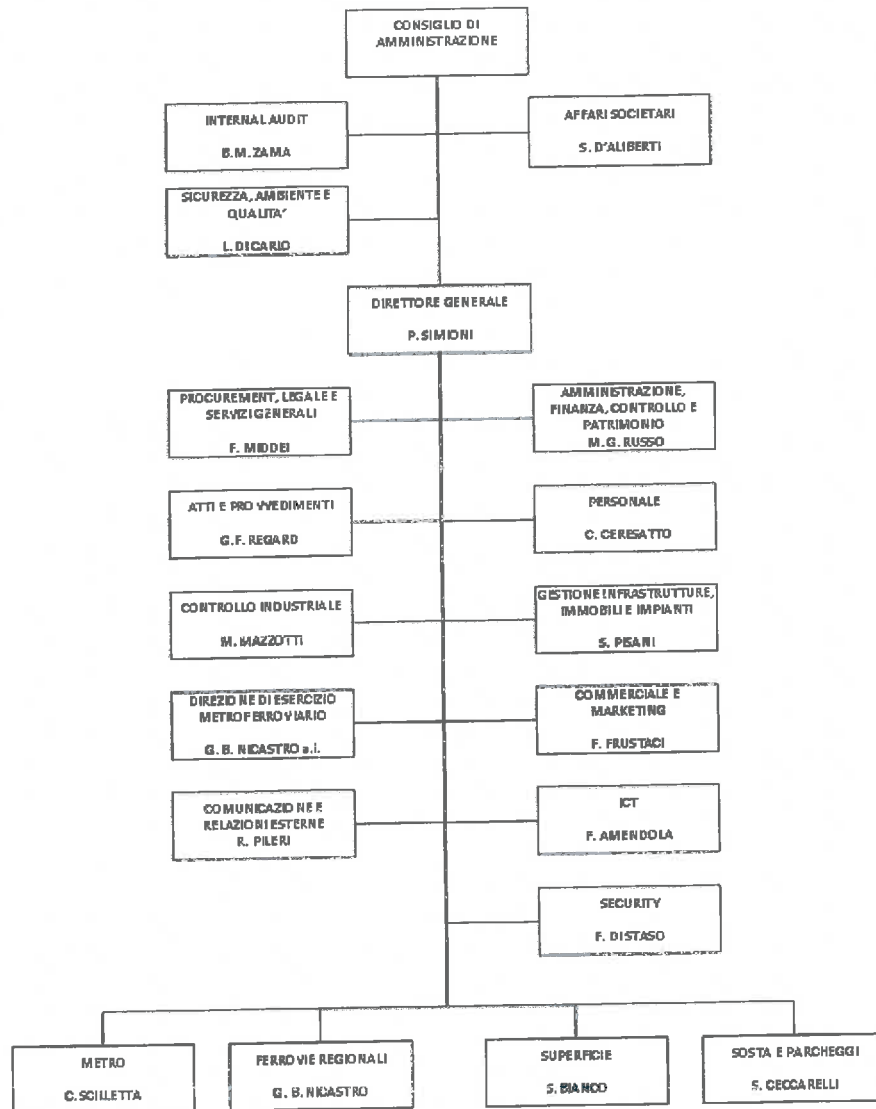 CONSIGLIO DI
AMMINISTRAZIONE
INTERNAL AUDIT
B.M. ZAMA
AFFARI SOCIETARI
S. D'ALIBERTI
SICUREZZA, AMBIENTE E
QUALITA'
L. DI CARLO
DIRETTORE GENERALE
P. SIMIONI
PROCUREMENT, LEGALE E
SERVIZI GENERALI
F. MIDDEI
AMMINISTRAZIONE,
FINANZA, CONTROLLO E
PATRIMONIO
M. G. RUSSO
ATTI E PROVVEDIMENTI
G.F. REGARD
PERSONALE
C. CERESATTO
CONTROLLO INDUSTRIALE
M. MAZZOTTI
GESTIONE INFRASTRUTTURE,
IMMOBILI E IMPIANTI
S. PISANI
DIREZIONE DI ESERCIZIO
METROFERROVIARIO
G. B. NICASTRO a.i.
COMMERCIALE E
MARKETING
F. FRUSTACI
COMUNICAZIONE E
RELAZIONI ESTERNE
R. PILERI
ICT
F. AMENDOLA
SECURITY
F. DISTASO
METRO
C. SCILLETTA
FERROVIE REGIONALI
G. B. NICASTRO
SUPERFICIE
S. BIANCO
SOSTA E PARCHEGGI
S. CECCARELLI